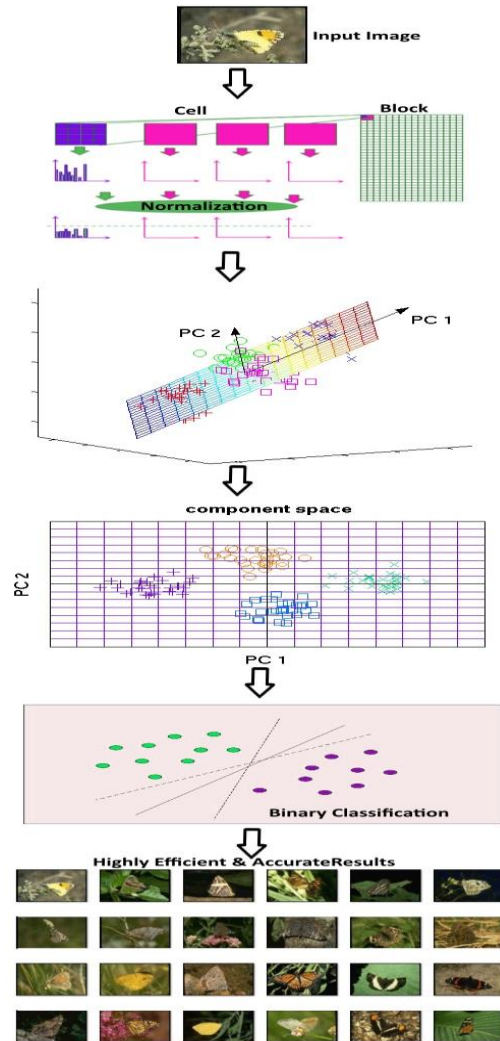 Input Image
Cell
Block
Normalization
PC 2
PC 1
component space
PC2
PC 1
Binary Classification
Highly Efficient & AccurateResults